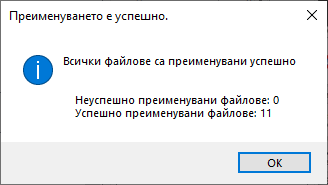 Преименуването е успешно.
Всички файлове са преименувани успешно
Неуспешно преименувани файлове: 0
Успешно преименувани файлове: 11
OK